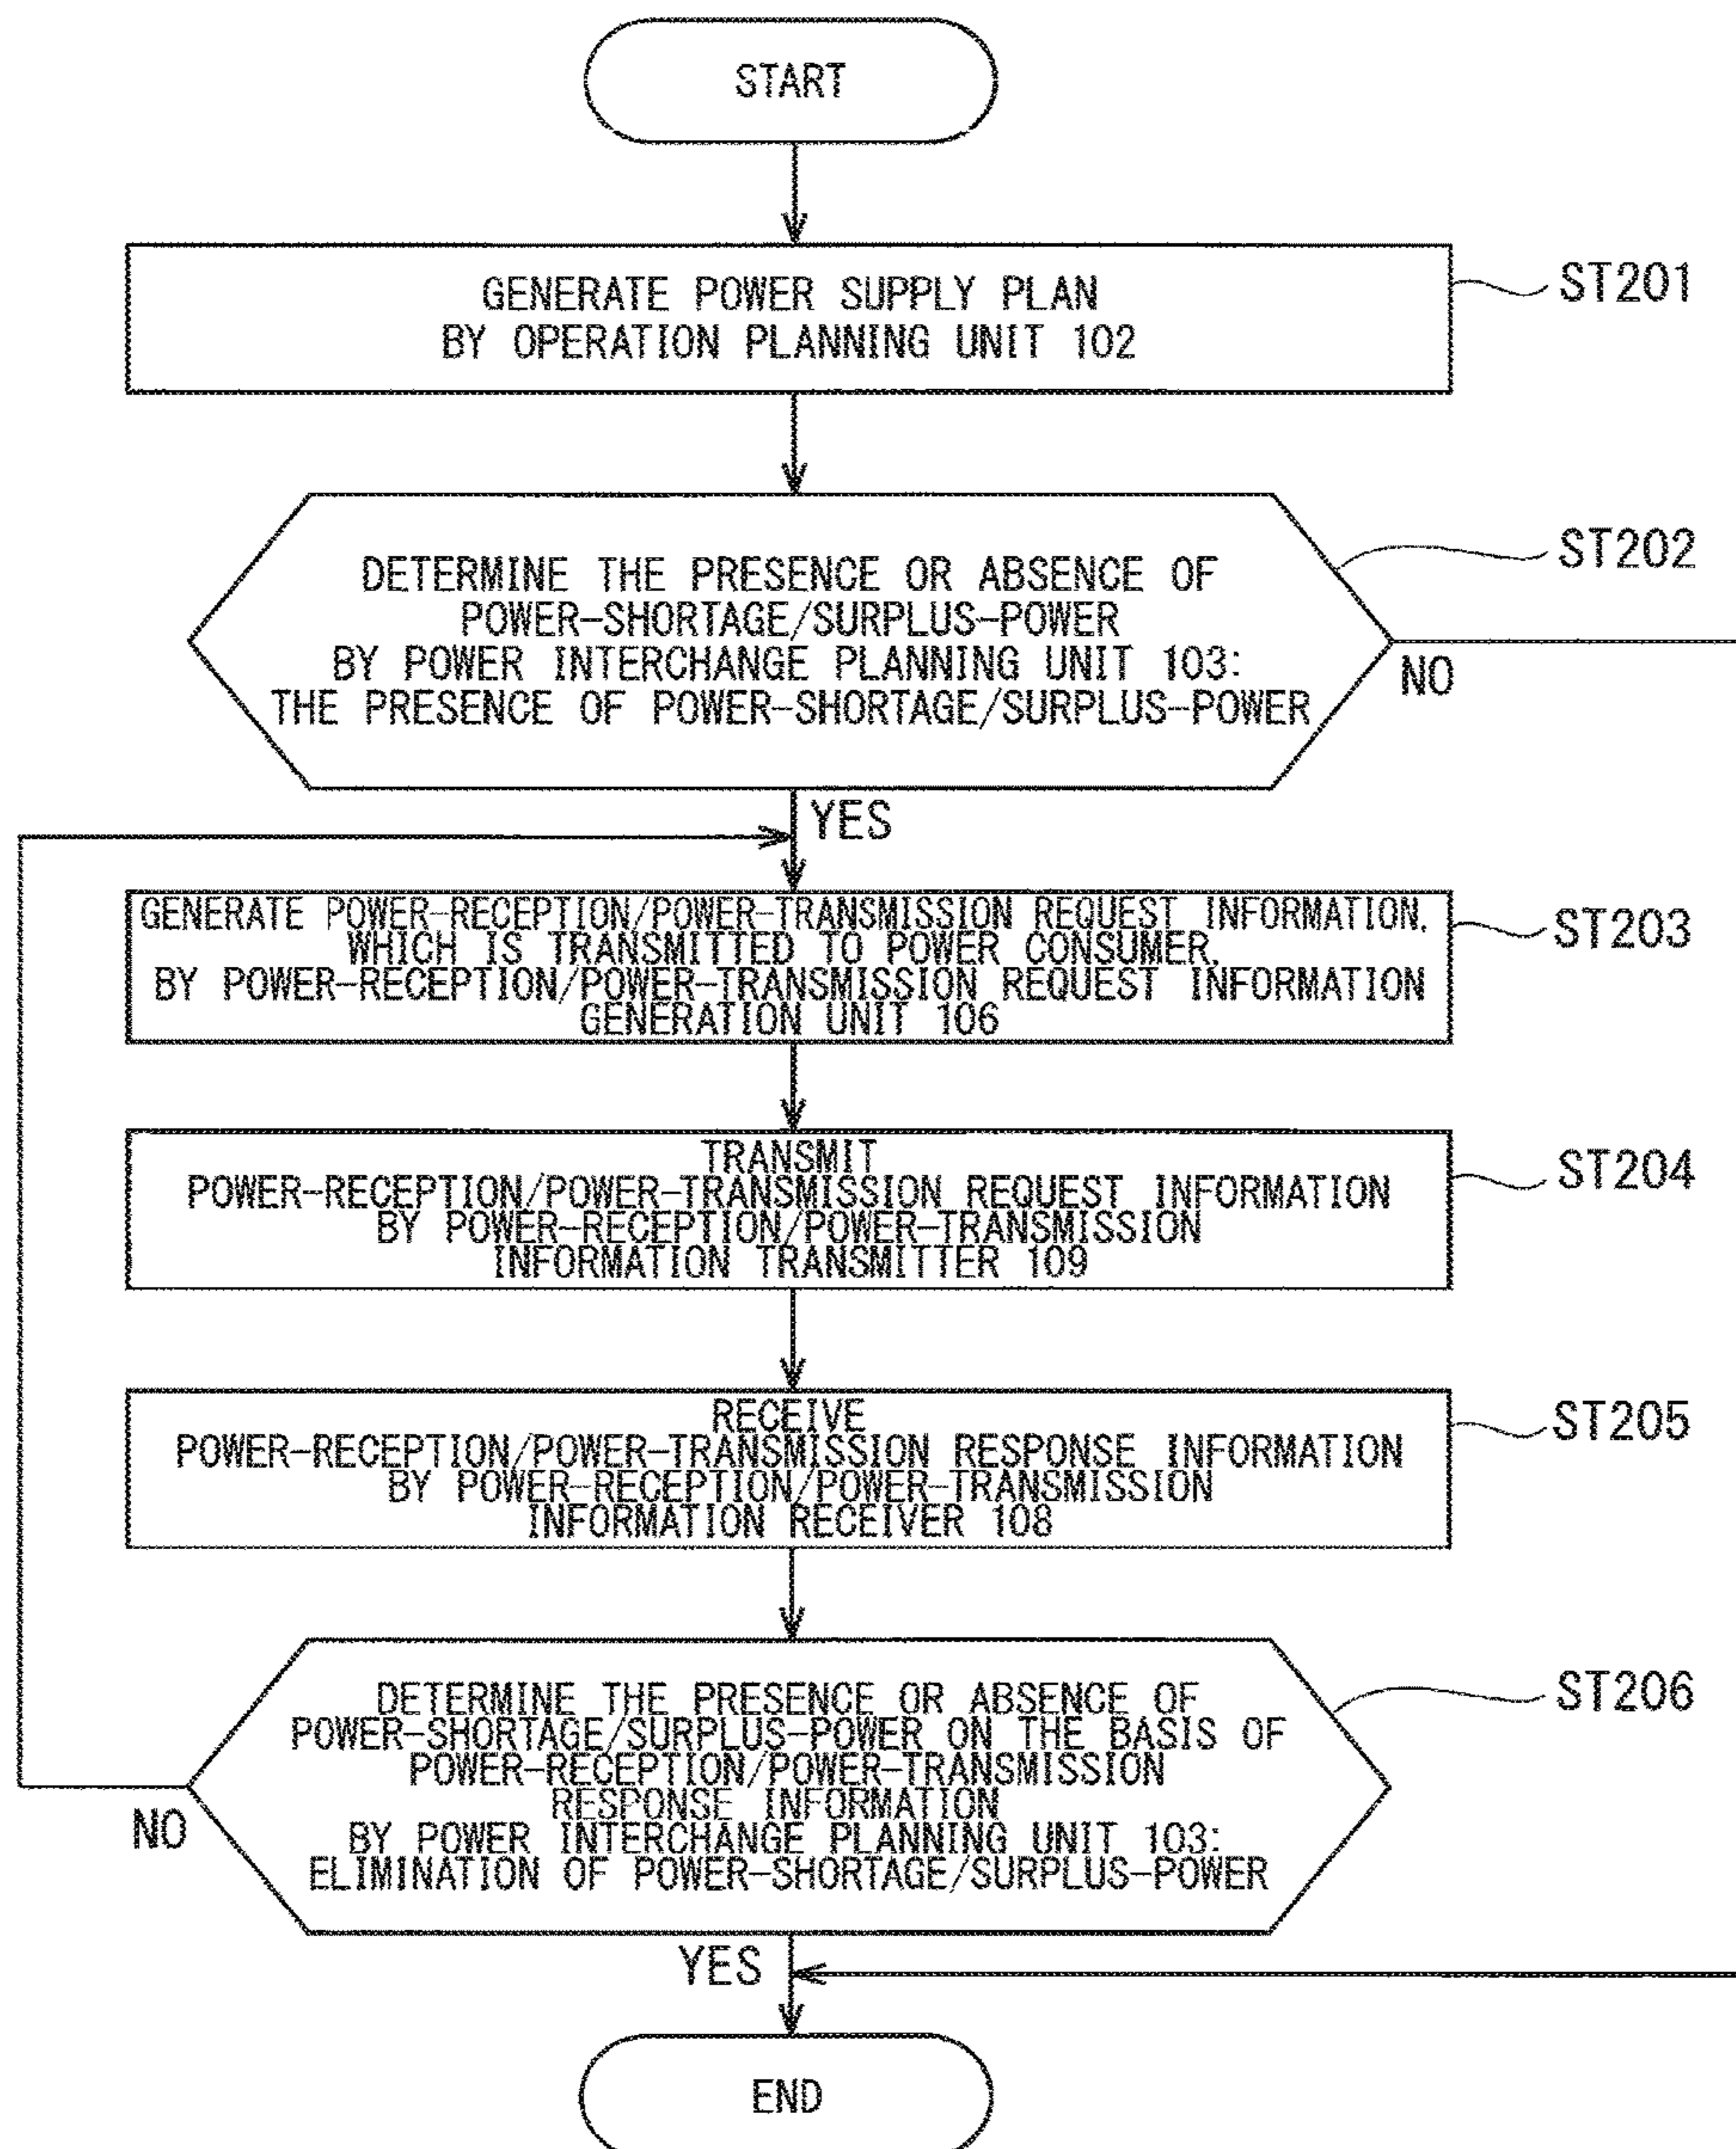 START
GENERATE POWER SUPPLY PLAN
BY OPERATION PLANNING UNIT 102
ST201
DETERMINE THE PRESENCE OR ABSENCE OF
POWER-SHORTAGE/SURPLUS-POWER
BY POWER INTERCHANGE PLANNING UNIT 103:
THE PRESENCE OF POWER-SHORTAGE/SURPLUS-POWER
ST202
NO
YES
GENERATE POWER-RECEPTION/POWER-TRANSMISSION REQUEST INFORMATION,
WHICH IS TRANSMITTED TO POWER CONSUMER,
BY POWER-RECEPTION/POWER-TRANSMISSION REQUEST INFORMATION
GENERATION UNIT 106
ST203
TRANSMIT
POWER-RECEPTION/POWER-TRANSMISSION REQUEST INFORMATION
BY POWER-RECEPTION/POWER-TRANSMISSION
INFORMATION TRANSMITTER 109
ST204
RECEIVE
POWER-RECEPTION/POWER-TRANSMISSION RESPONSE INFORMATION
BY POWER-RECEPTION/POWER-TRANSMISSION
INFORMATION RECEIVER 108
ST205
DETERMINE THE PRESENCE OR ABSENCE OF
POWER-SHORTAGE/SURPLUS-POWER ON THE BASIS OF
POWER-RECEPTION/POWER-TRANSMISSION
RESPONSE INFORMATION
BY POWER INTERCHANGE PLANNING UNIT 103:
ELIMINATION OF POWER-SHORTAGE/SURPLUS-POWER
ST206
NO
YES
END